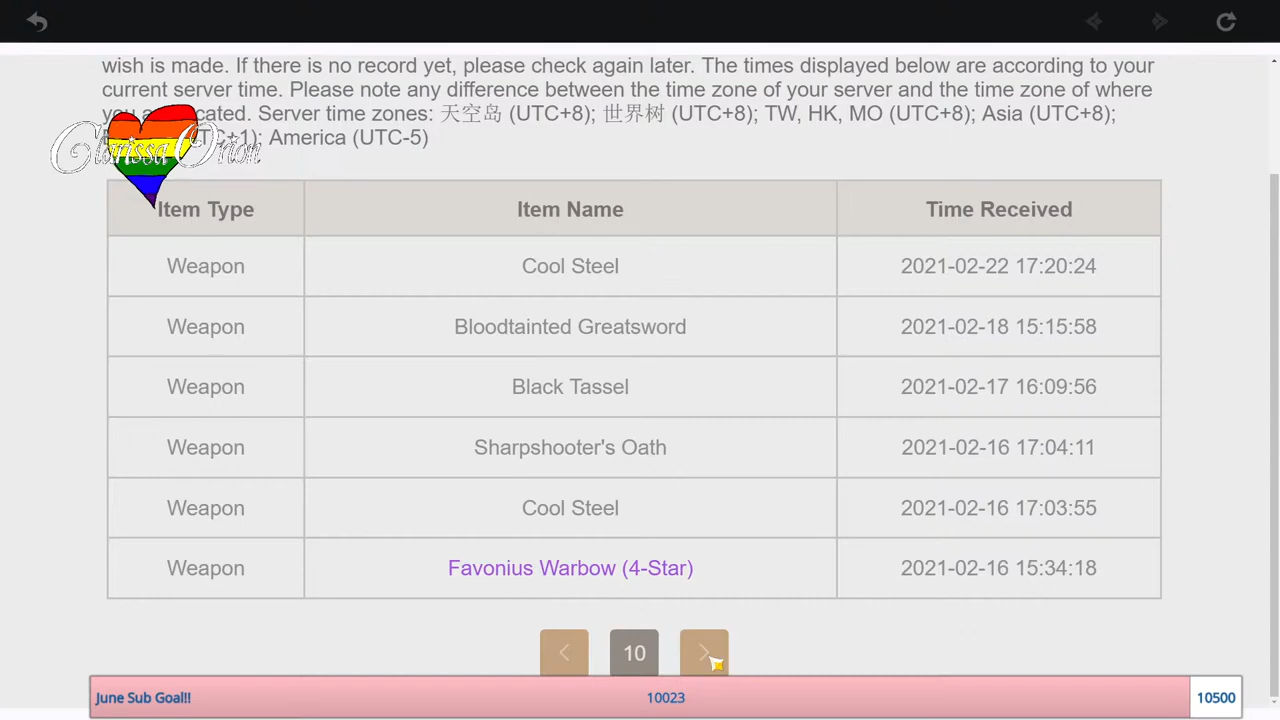 wish is made. If there is no record yet, please check again later. The times displayed below are according to your
current server time. Please note any difference between the time zone of your server and the time zone of where
you are located. Server time zones: 天空岛 (UTC+8); 世界树 (UTC+8); TW, HK, MO (UTC+8); Asia (UTC+8);
(UTC+1); America (UTC-5)
Clarissa Orion
Item Type Item Name Time Received
Weapon Cool Steel 2021-02-22 17:20:24
Weapon Bloodtainted Greatsword 2021-02-18 15:15:58
Weapon Black Tassel 2021-02-17 16:09:56
Weapon Sharpshooter's Oath 2021-02-16 17:04:11
Weapon Cool Steel 2021-02-16 17:03:55
Weapon Favonius Warbow (4-Star) 2021-02-16 15:34:18
10
June Sub Goal!! 10023 10500